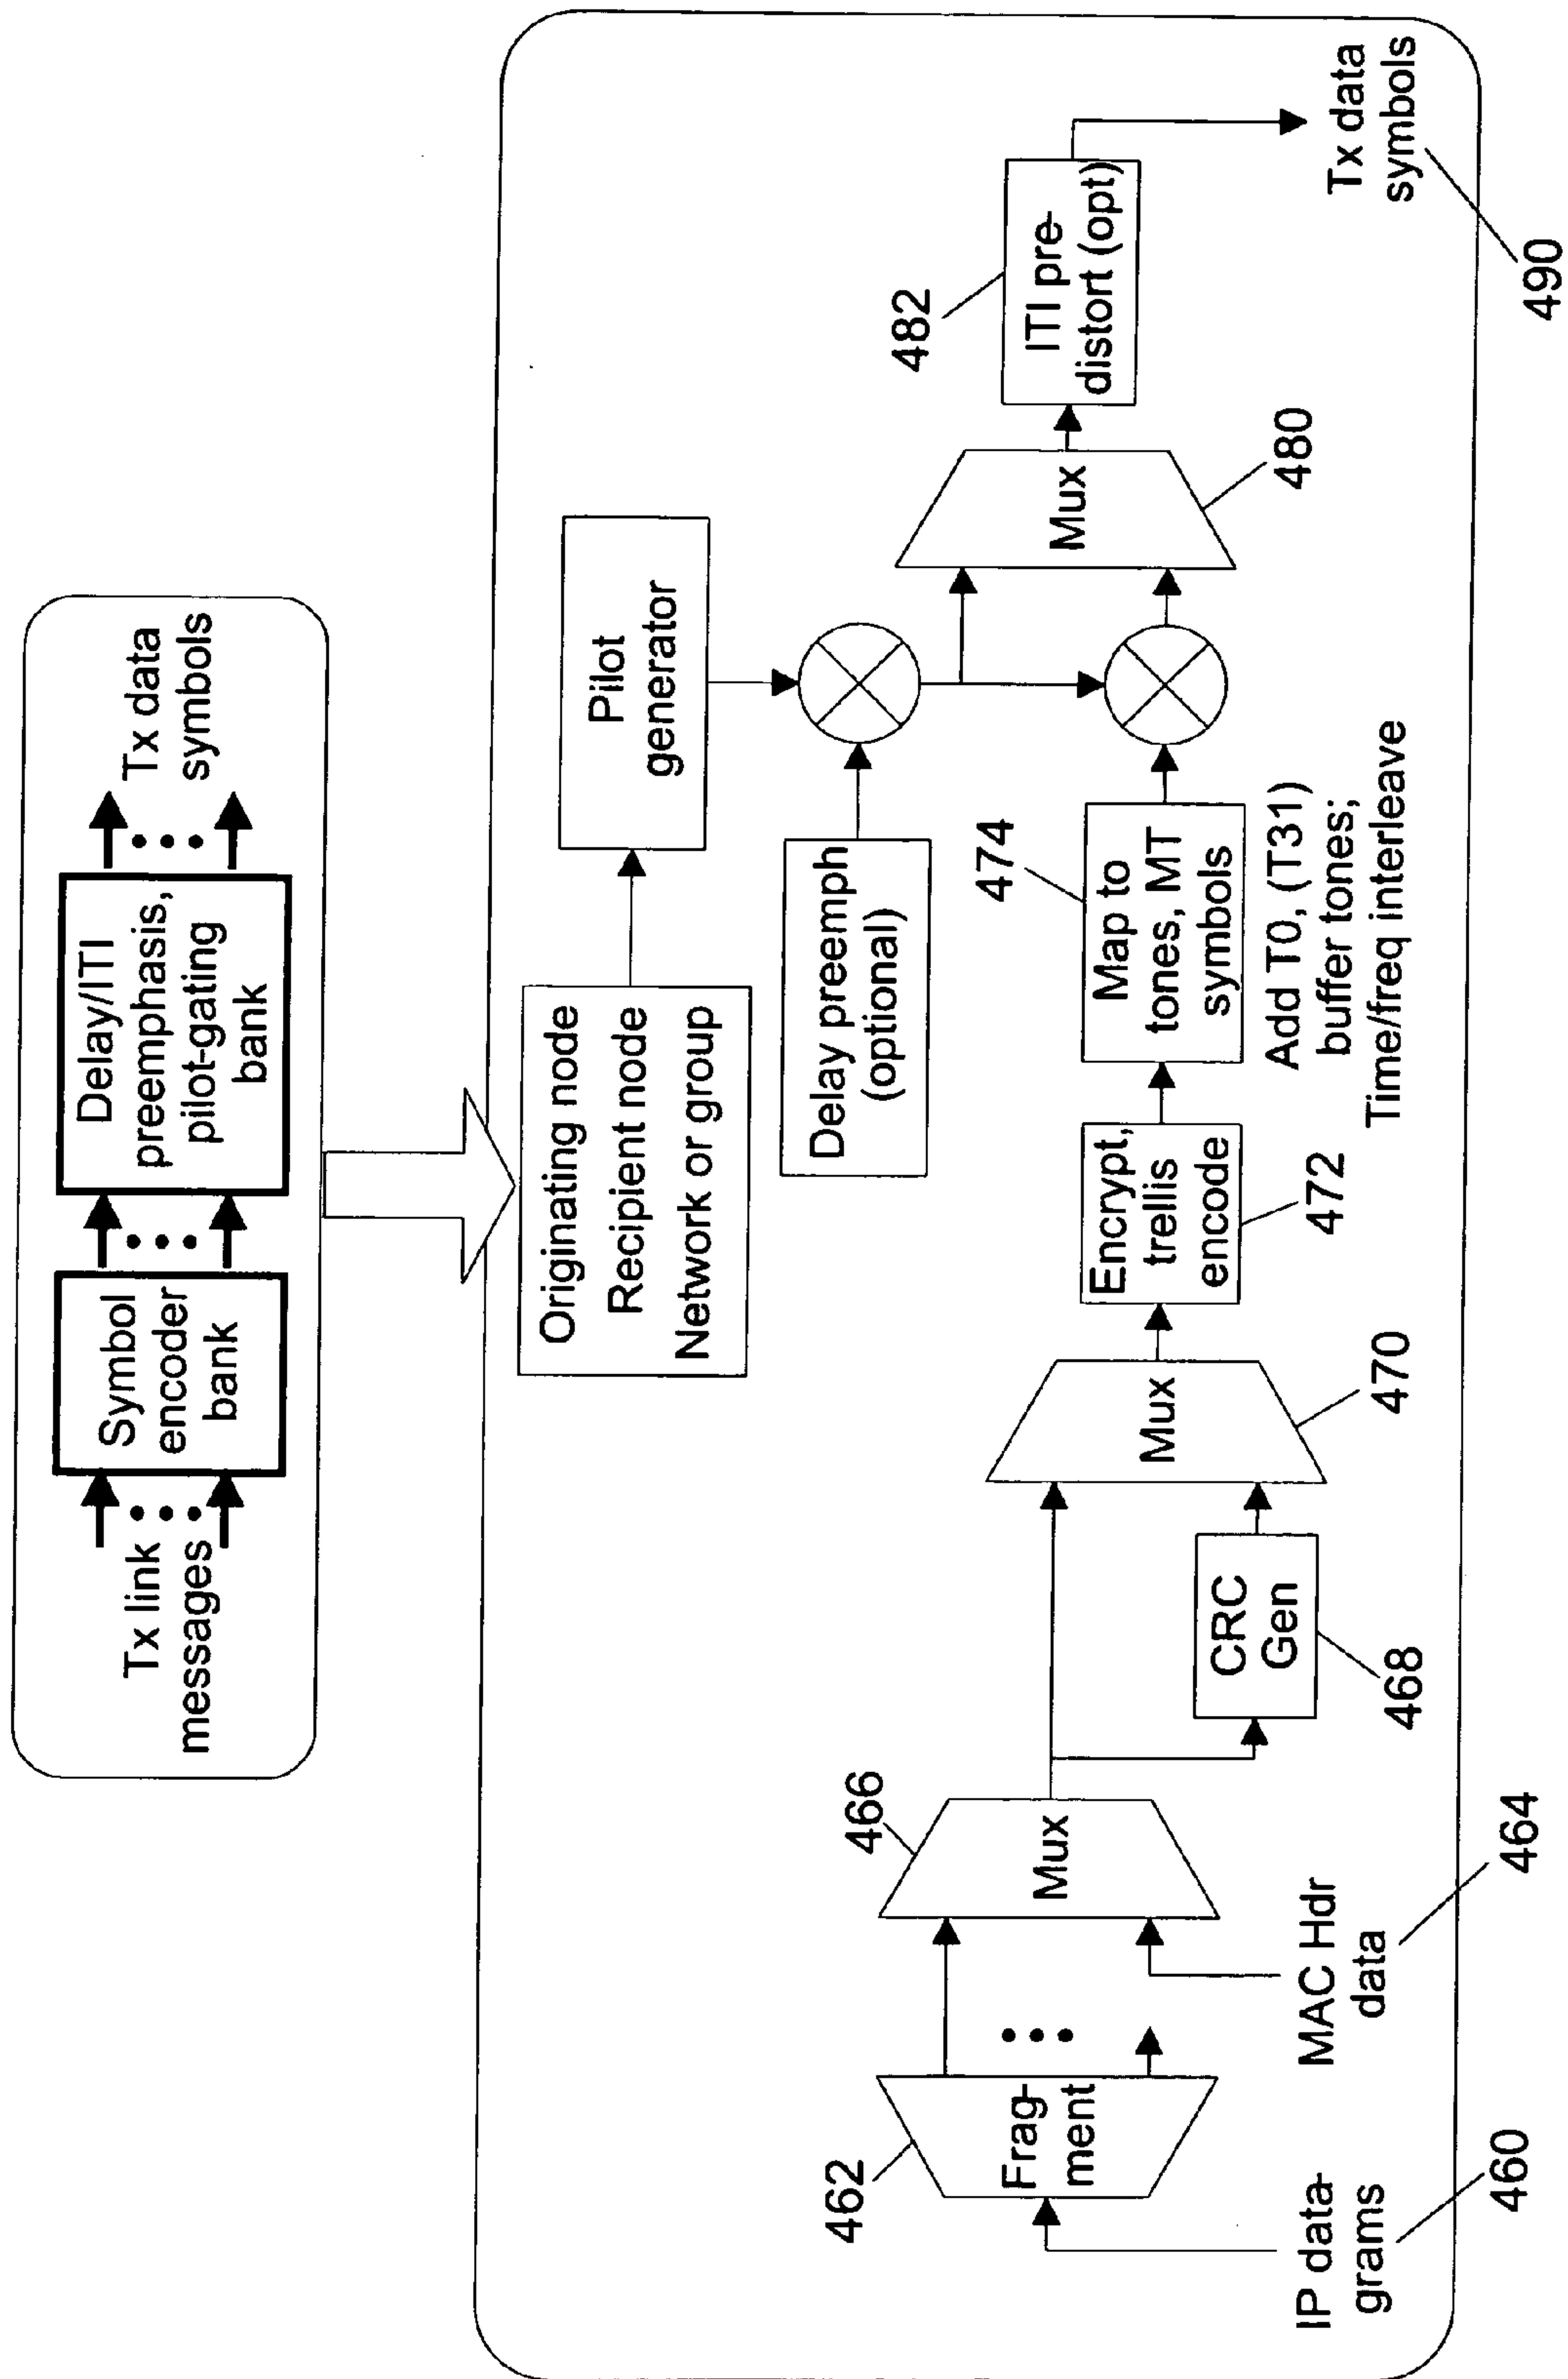 Tx link
messages
Symbol
encoder
bank
Delay/ITI
preemphasis,
pilot-gating
bank
Tx data
symbols
Originating node
Recipient node
Network or group
Pilot
generator
Delay preemph
(optional)
IP data-
grams
460
462
Frag-
ment
MAC Hdr
data
464
466
Mux
CRC
Gen
468
Mux
470
Encrypt,
trellis
encode
472
474
Map to
tones, MT
symbols
Add T0, (T31)
buffer tones;
Time/freq interleave
Mux
480
482
ITI pre-
distort (opt)
Tx data
symbols
490